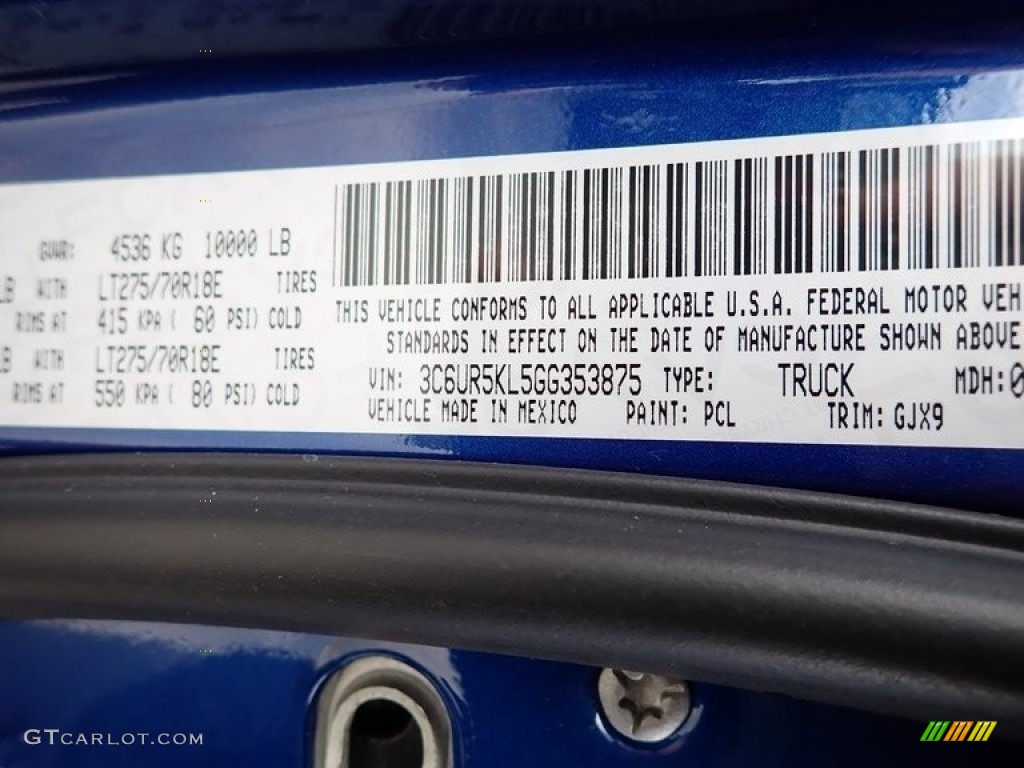 GVWR: 4536 KG 10000 LB
LB WITH LT275/70R18E TIRES
RIMS AT 415 KPA ( 60 PSI) COLD
LB WITH LT275/70R18E TIRES
RIMS AT 550 KPA ( 80 PSI) COLD
THIS VEHICLE CONFORMS TO ALL APPLICABLE U.S.A. FEDERAL MOTOR VEH
STANDARDS IN EFFECT ON THE DATE OF MANUFACTURE SHOWN ABOVE
VIN: 3C6UR5KL5GG353875 TYPE: TRUCK MDH:0
VEHICLE MADE IN MEXICO PAINT: PCL TRIM: GJX9
GTCARLOT.COM